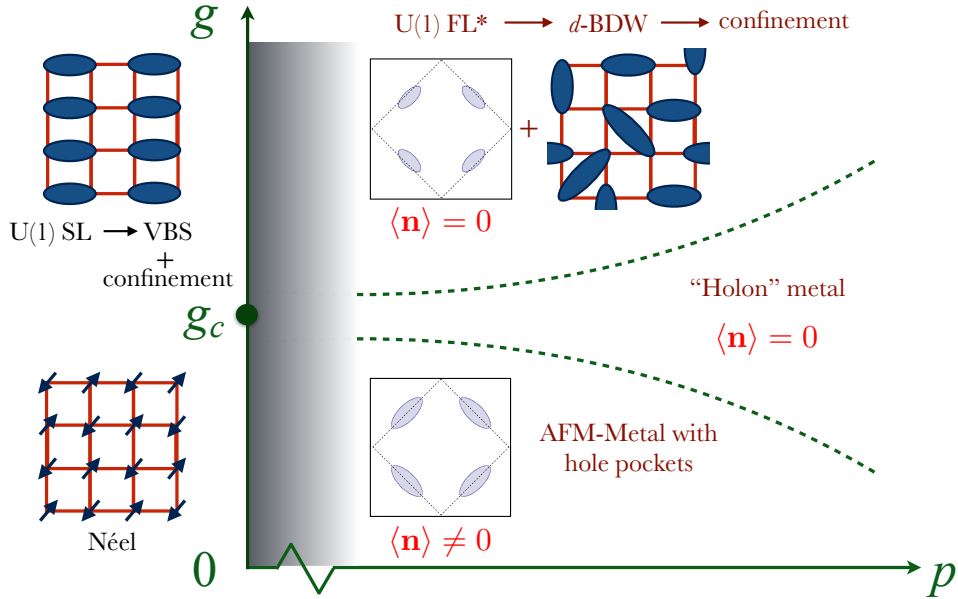 g
U(1) FL* → d-BDW → confinement
+
⟨n⟩ = 0
U(1) SL → VBS
+
confinement
"Holon" metal
g_c
⟨n⟩ = 0
AFM-Metal with
hole pockets
Néel
⟨n⟩ ≠ 0
0
p